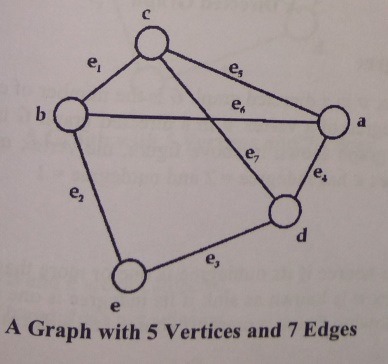 c
e₁
e₅
b
e₆
a
e₇
e₂
e₄
d
e₃
e
A Graph with 5 Vertices and 7 Edges